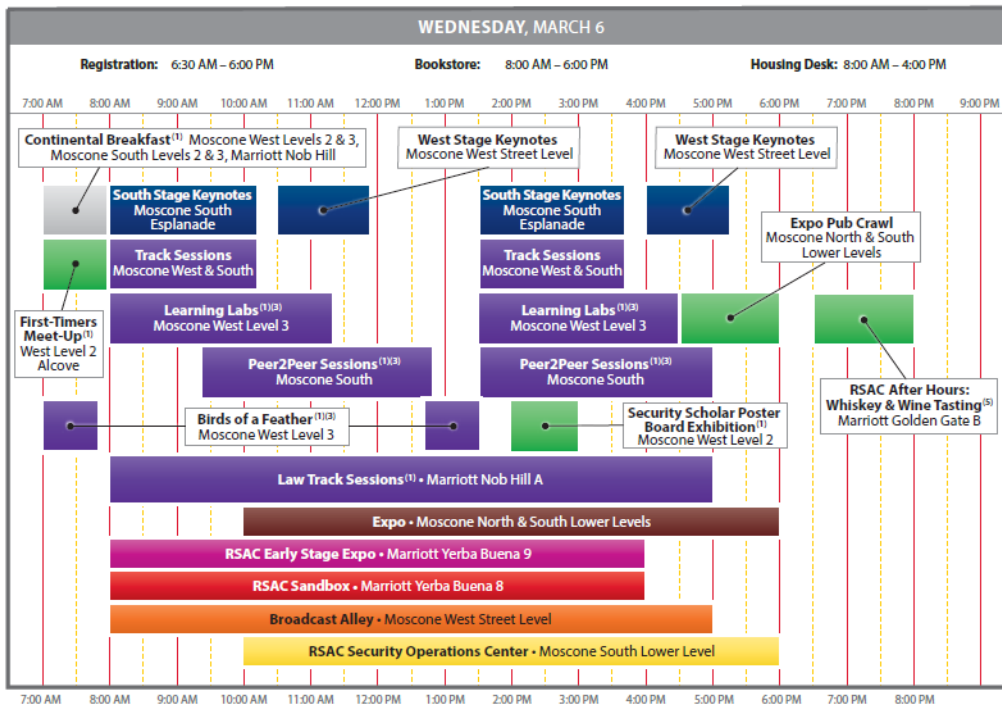 WEDNESDAY, MARCH 6
Registration: 6:30 AM – 6:00 PM
Bookstore: 8:00 AM – 6:00 PM
Housing Desk: 8:00 AM – 4:00 PM
7:00 AM 8:00 AM 9:00 AM 10:00 AM 11:00 AM 12:00 PM 1:00 PM 2:00 PM 3:00 PM 4:00 PM 5:00 PM 6:00 PM 7:00 PM 8:00 PM 9:00 PM
Continental Breakfast(1) Moscone West Levels 2 & 3,
Moscone South Levels 2 & 3, Marriott Nob Hill
West Stage Keynotes
Moscone West Street Level
West Stage Keynotes
Moscone West Street Level
South Stage Keynotes
Moscone South
Esplanade
South Stage Keynotes
Moscone South
Esplanade
Expo Pub Crawl
Moscone North & South
Lower Levels
Track Sessions
Moscone West & South
Track Sessions
Moscone West & South
First-Timers
Meet-Up(1)
West Level 2
Alcove
Learning Labs(1)(3)
Moscone West Level 3
Learning Labs(1)(3)
Moscone West Level 3
Peer2Peer Sessions(1)(3)
Moscone South
Peer2Peer Sessions(1)(3)
Moscone South
RSAC After Hours:
Whiskey & Wine Tasting(5)
Marriott Golden Gate B
Birds of a Feather(1)(3)
Moscone West Level 3
Security Scholar Poster
Board Exhibition(1)
Moscone West Level 2
Law Track Sessions(1) • Marriott Nob Hill A
Expo • Moscone North & South Lower Levels
RSAC Early Stage Expo • Marriott Yerba Buena 9
RSAC Sandbox • Marriott Yerba Buena 8
Broadcast Alley • Moscone West Street Level
RSAC Security Operations Center • Moscone South Lower Level
7:00 AM 8:00 AM 9:00 AM 10:00 AM 11:00 AM 12:00 PM 1:00 PM 2:00 PM 3:00 PM 4:00 PM 5:00 PM 6:00 PM 7:00 PM 8:00 PM